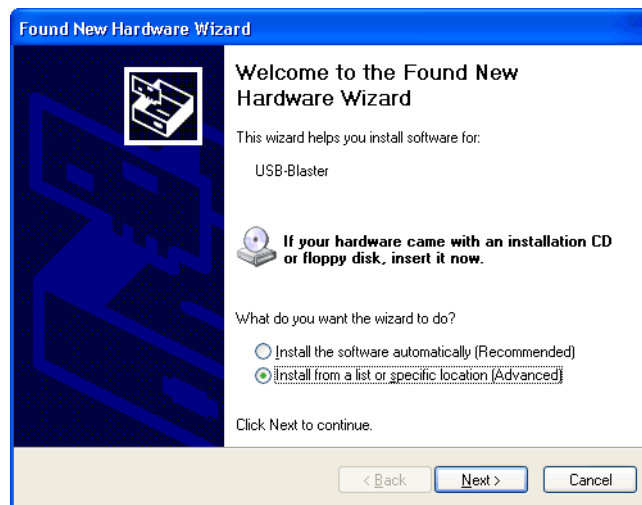 Found New Hardware Wizard
Welcome to the Found New
Hardware Wizard
This wizard helps you install software for:
USB-Blaster
If your hardware came with an installation CD
or floppy disk, insert it now.
What do you want the wizard to do?
Install the software automatically (Recommended)
Install from a list or specific location (Advanced)
Click Next to continue.
< Back Next > Cancel